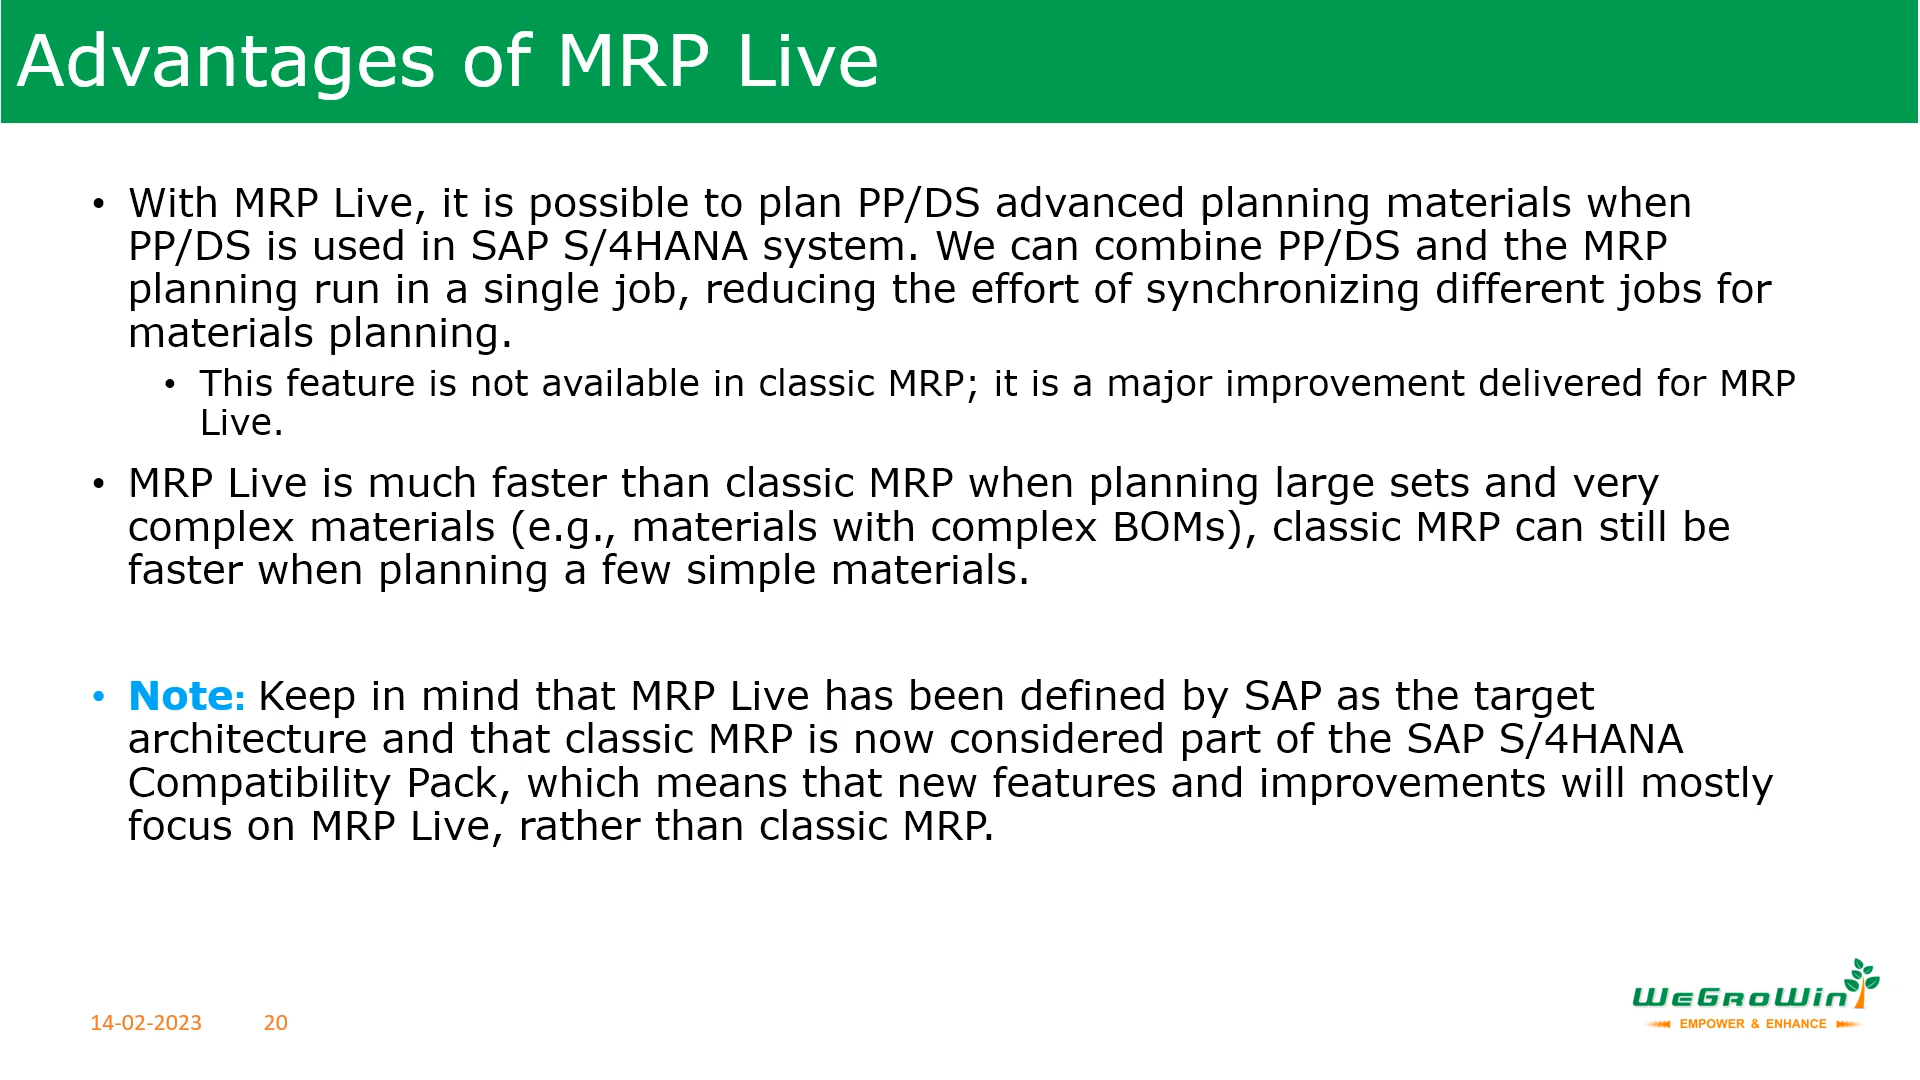 Advantages of MRP Live
• With MRP Live, it is possible to plan PP/DS advanced planning materials when
PP/DS is used in SAP S/4HANA system. We can combine PP/DS and the MRP
planning run in a single job, reducing the effort of synchronizing different jobs for
materials planning.
• This feature is not available in classic MRP; it is a major improvement delivered for MRP
Live.
• MRP Live is much faster than classic MRP when planning large sets and very
complex materials (e.g., materials with complex BOMs), classic MRP can still be
faster when planning a few simple materials.
• Note: Keep in mind that MRP Live has been defined by SAP as the target
architecture and that classic MRP is now considered part of the SAP S/4HANA
Compatibility Pack, which means that new features and improvements will mostly
focus on MRP Live, rather than classic MRP.
14-02-2023 20
WeGroWin
EMPOWER & ENHANCE